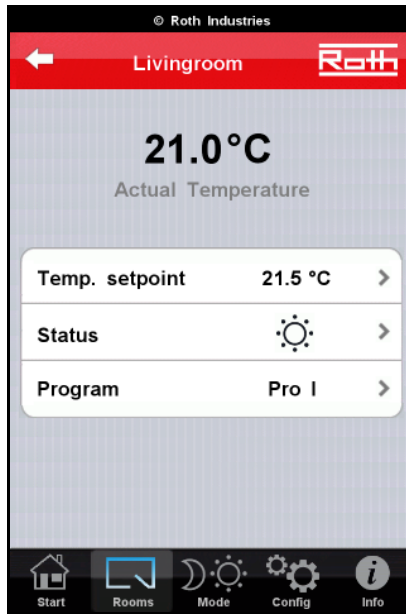 © Roth Industries
Livingroom
Roth
21.0°C
Actual Temperature
Temp. setpoint 21.5 °C
Status
Program Pro I
Start Rooms Mode Config Info